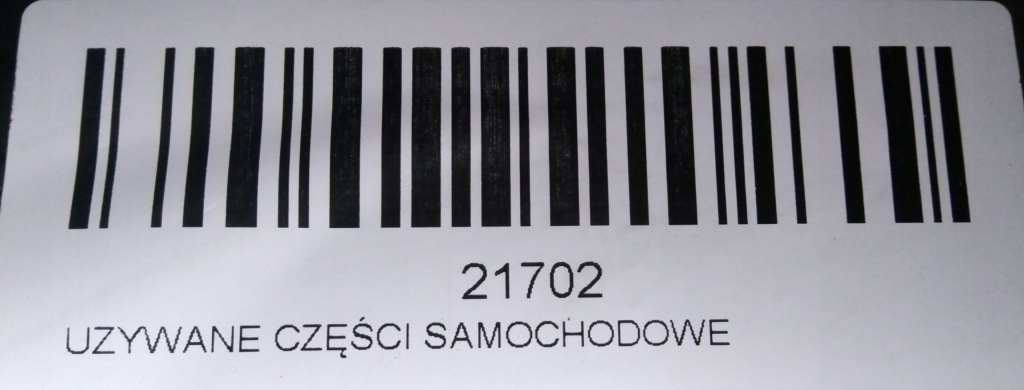 21702
UZYWANE CZĘŚCI SAMOCHODOWE